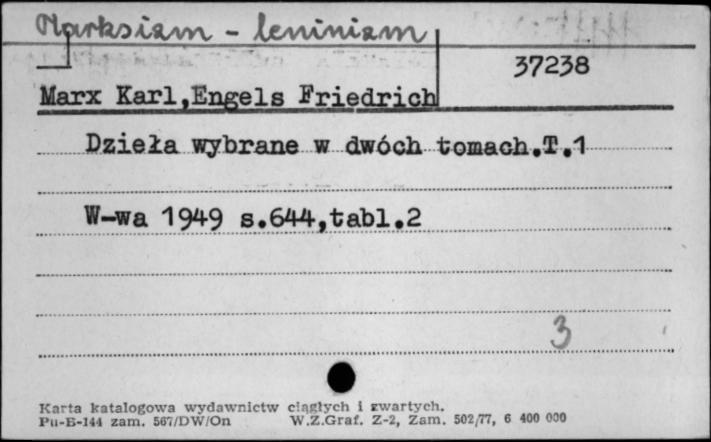 Marksizm - leninizm
37238
Marx Karl,Engels Friedrich
Dzieła wybrane w dwóch tomach.T.1
W-wa 1949 s.644,tabl.2
3
Karta katalogowa wydawnictw ciągłych i zwartych.
Pu-B-144 zam. 567/DW/On W.Z.Graf. Z-2, Zam. 502/77, 6 400 000